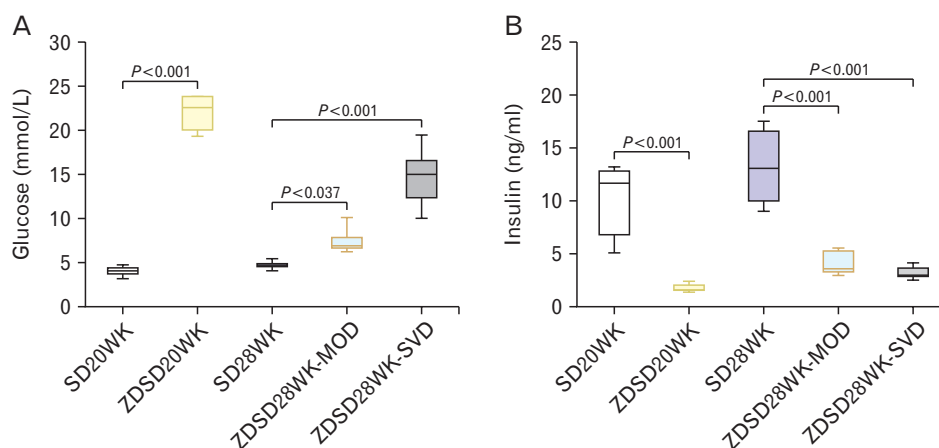 A
B
Glucose (mmol/L)
30
25
20
15
10
5
0
P<0.001
P<0.001
P<0.037
SD20WK
ZDSD20WK
SD28WK
ZDSD28WK-MOD
ZDSD28WK-SVD
Insulin (ng/ml)
25
20
15
10
5
0
P<0.001
P<0.001
P<0.001
SD20WK
ZDSD20WK
SD28WK
ZDSD28WK-MOD
ZDSD28WK-SVD